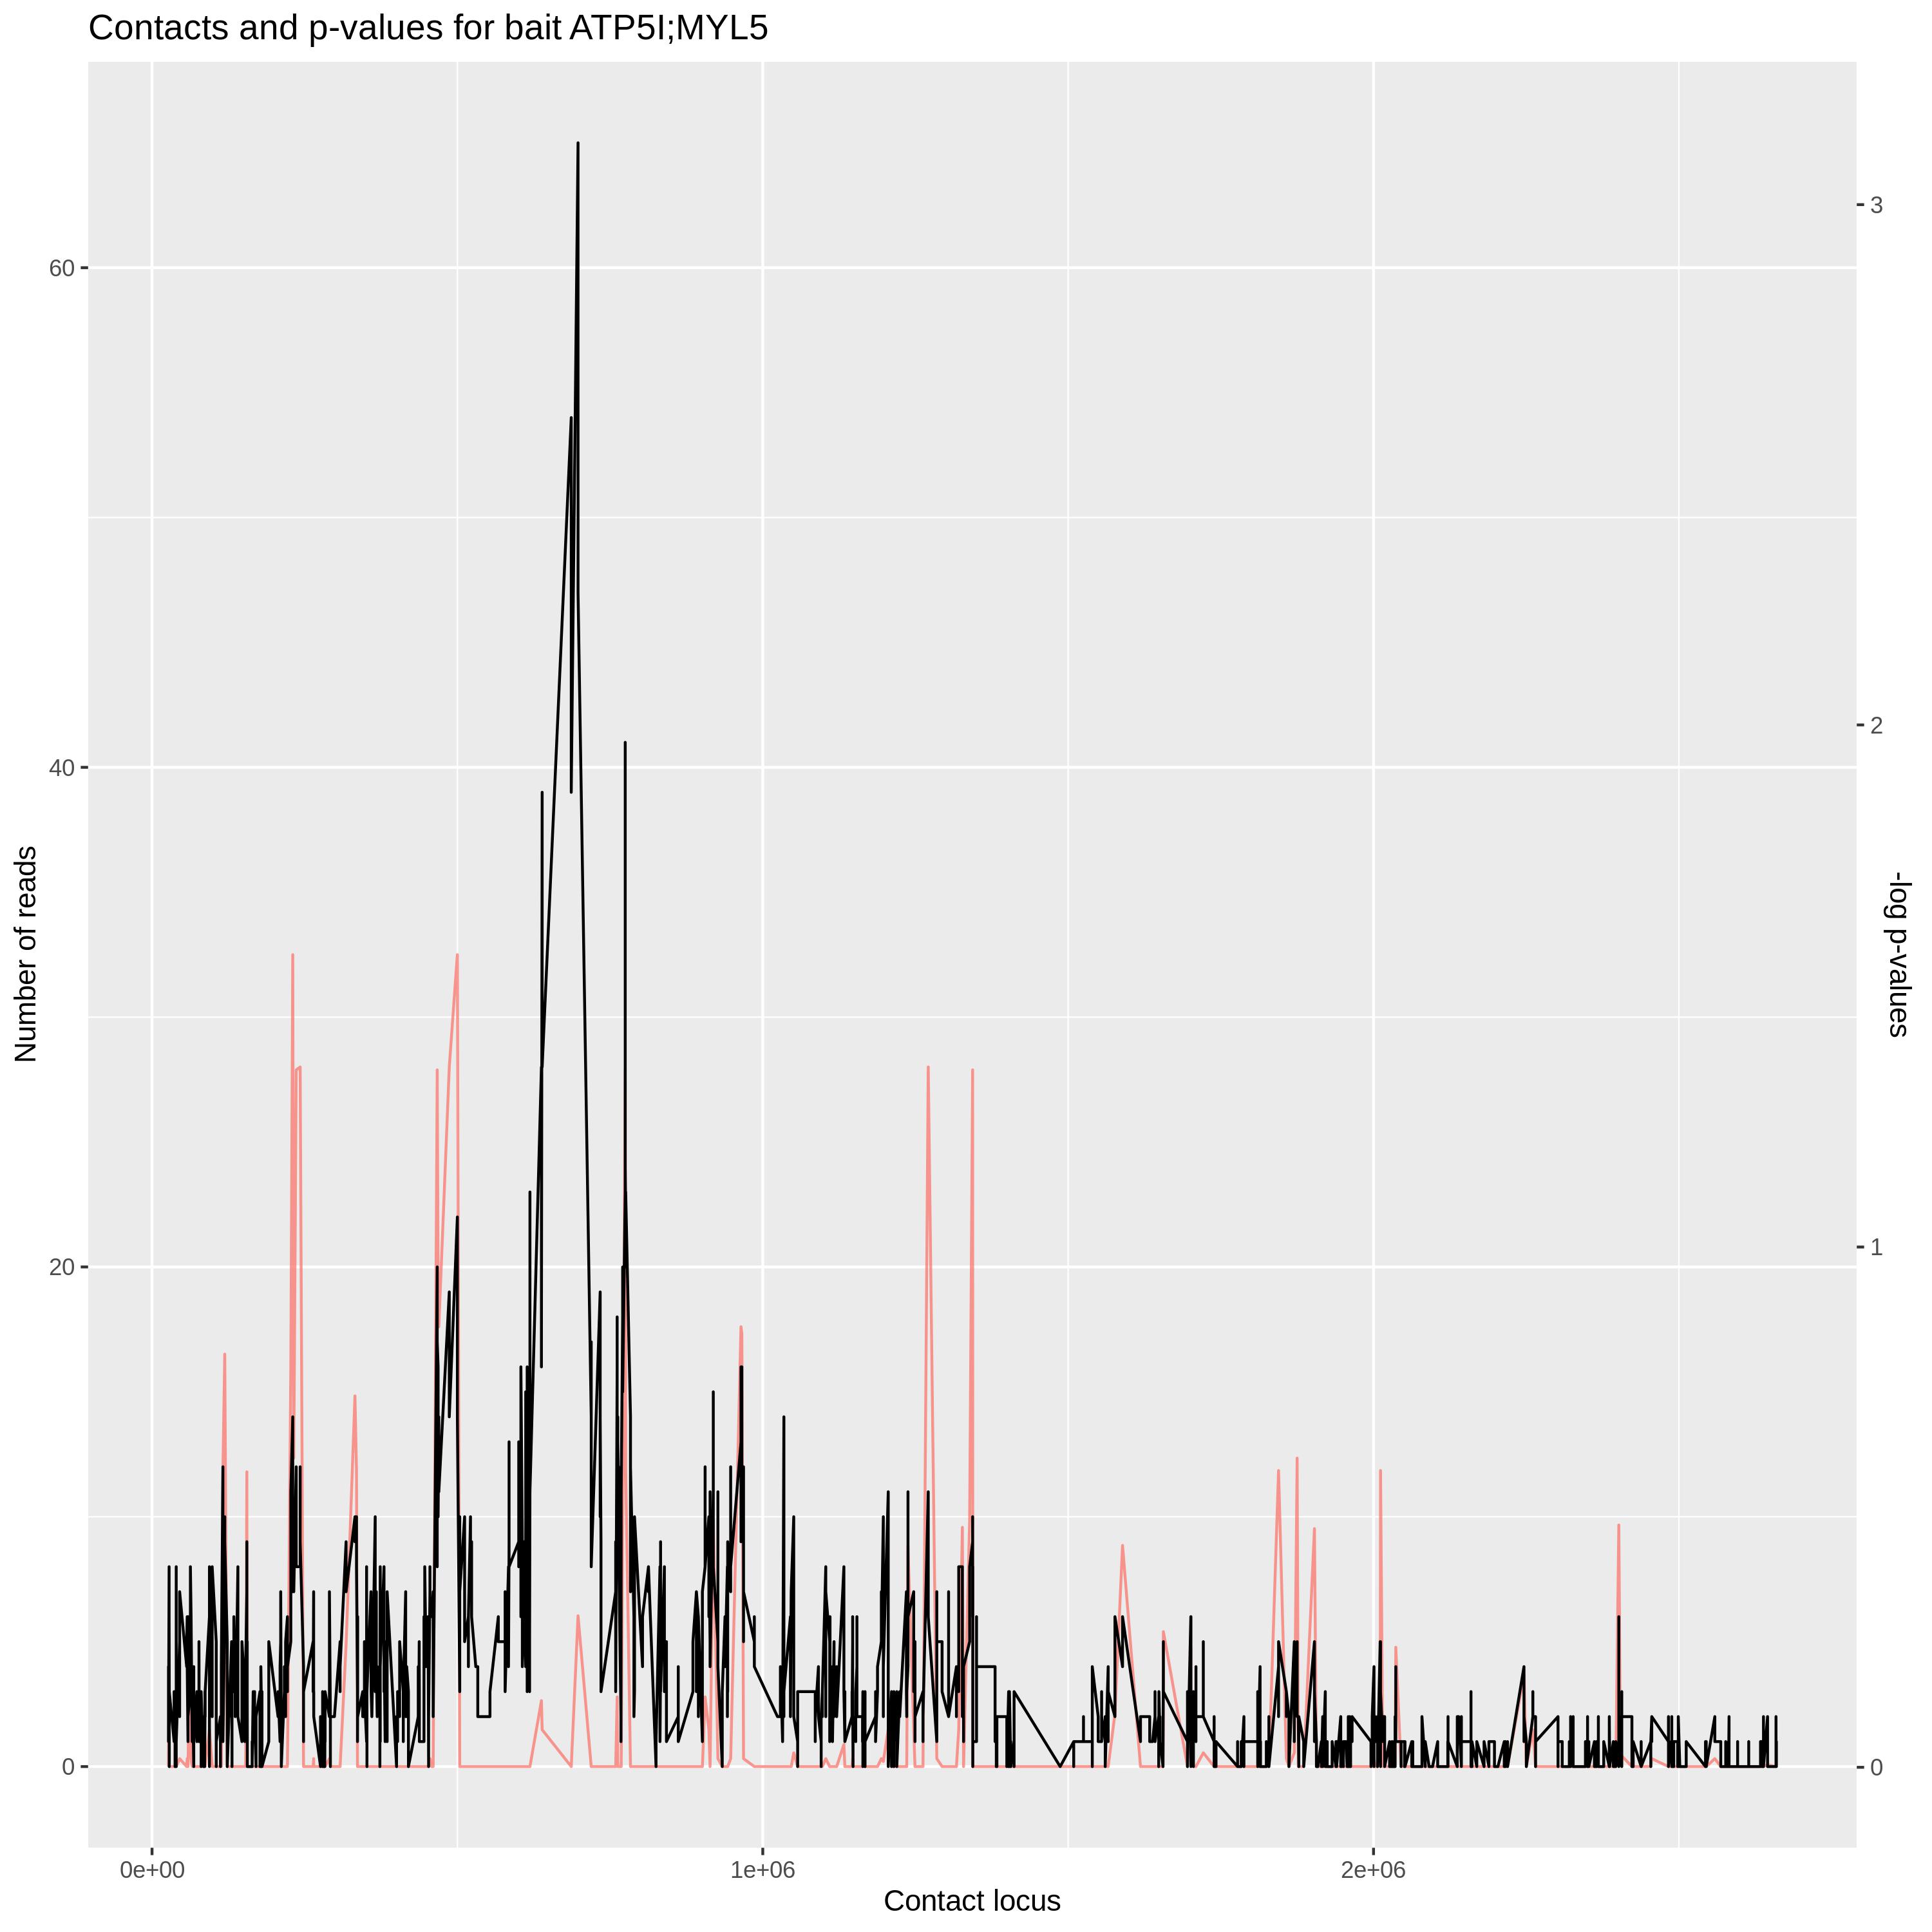 Contacts and p-values for bait ATP5I;MYL5
Number of reads
60
40
20
0
3
2
1
0
-log p-values
0e+00
1e+06
2e+06
Contact locus